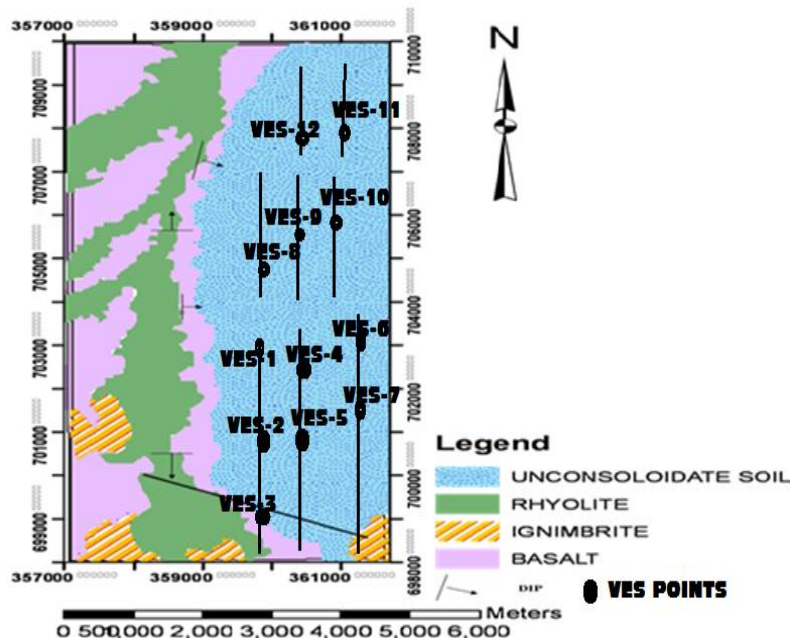 357000 359000 361000
N
710000
709000
VES-11
VES-12
708000
707000
VES-10
VES-9
706000
VES-8
705000
704000
VES-6
703000
VES-1
VES-4
VES-7
702000
VES-2
VES-5
701000
Legend
UNCONSOLOIDATE SOIL
700000
VES-3
RHYOLITE
699000
IGNIMBRITE
BASALT
698000
357000 359000 361000
DIP
VES POINTS
Meters
0 500 1,000 2,000 3,000 4,000 5,000 6,000